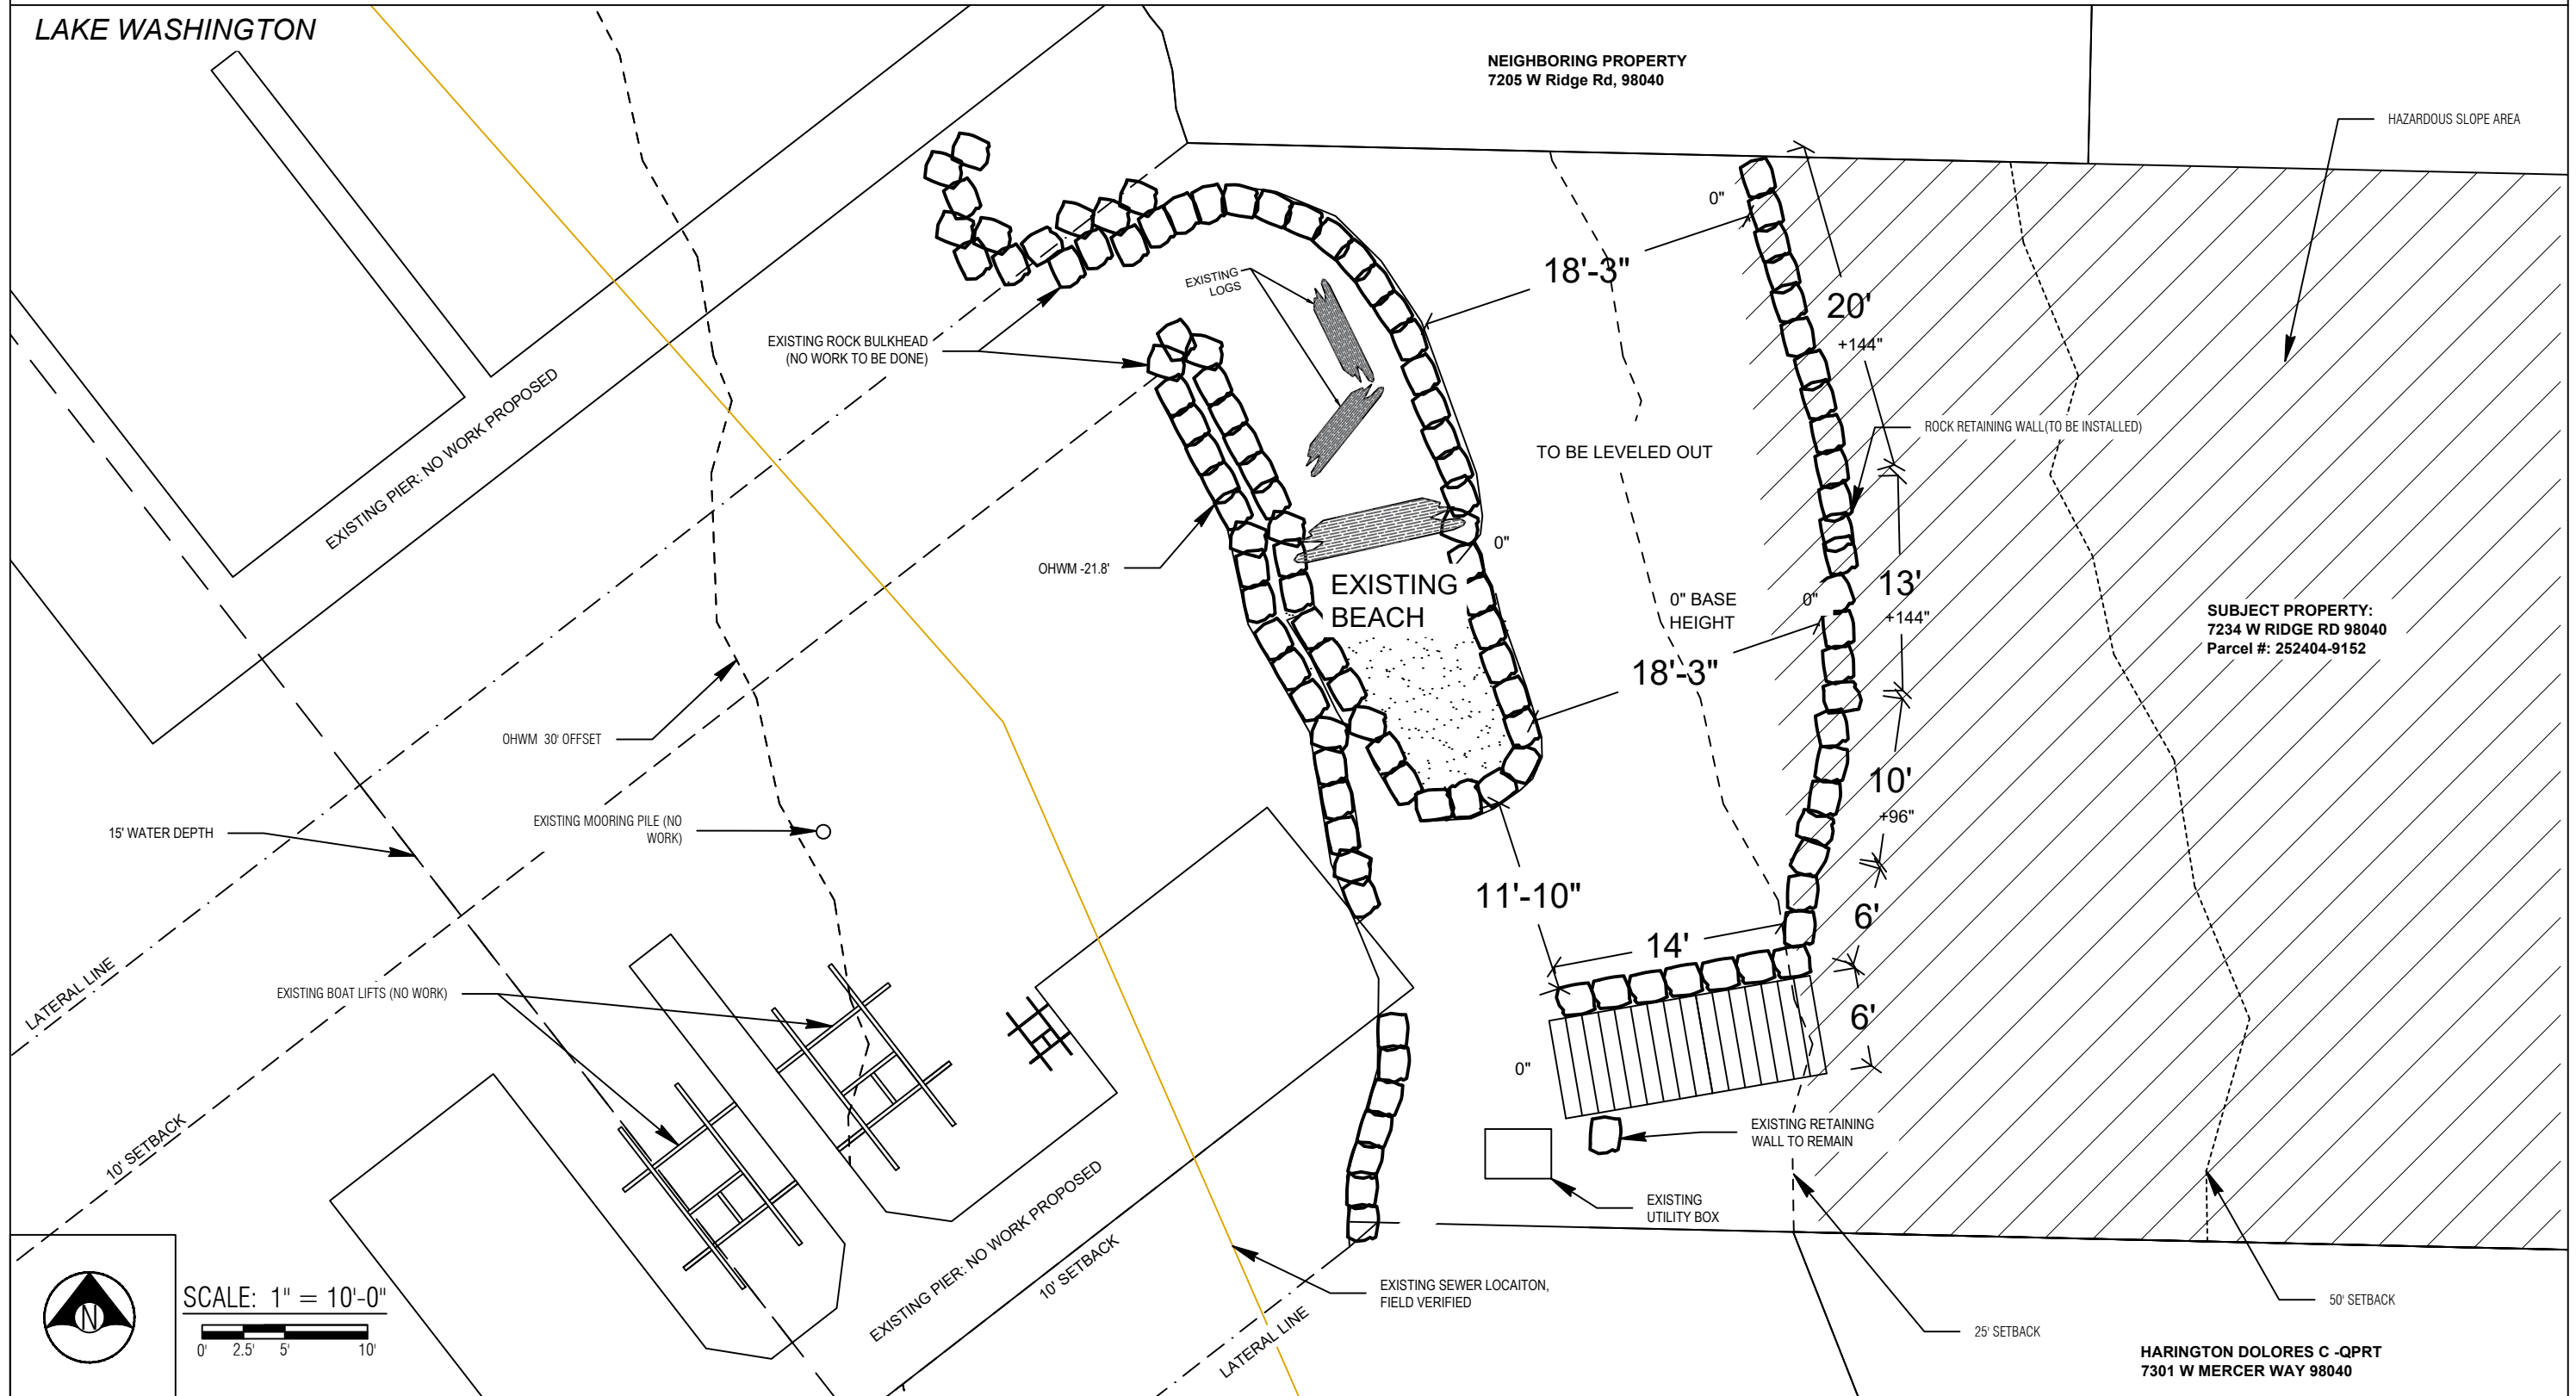 LAKE WASHINGTON
NEIGHBORING PROPERTY
7205 W Ridge Rd, 98040
HAZARDOUS SLOPE AREA
0"
18'-3"
EXISTING
LOGS
20'
+144"
EXISTING ROCK BULKHEAD
(NO WORK TO BE DONE)
EXISTING PIER: NO WORK PROPOSED
TO BE LEVELED OUT
ROCK RETAINING WALL(TO BE INSTALLED)
0"
OHWM -21.8'
EXISTING
BEACH
0" BASE
HEIGHT
0"
13'
+144"
SUBJECT PROPERTY:
7234 W RIDGE RD 98040
Parcel #: 252404-9152
18'-3"
OHWM 30' OFFSET
10'
+96"
15' WATER DEPTH
EXISTING MOORING PILE (NO
WORK)
11'-10"
14'
6'
6'
LATERAL LINE
EXISTING BOAT LIFTS (NO WORK)
0"
10' SETBACK
EXISTING RETAINING
WALL TO REMAIN
EXISTING
UTILITY BOX
EXISTING PIER: NO WORK PROPOSED
10' SETBACK
EXISTING SEWER LOCAITON,
FIELD VERIFIED
LATERAL LINE
50' SETBACK
25' SETBACK
N
SCALE: 1" = 10'-0"
0' 2.5' 5' 10'
HARINGTON DOLORES C -QPRT
7301 W MERCER WAY 98040